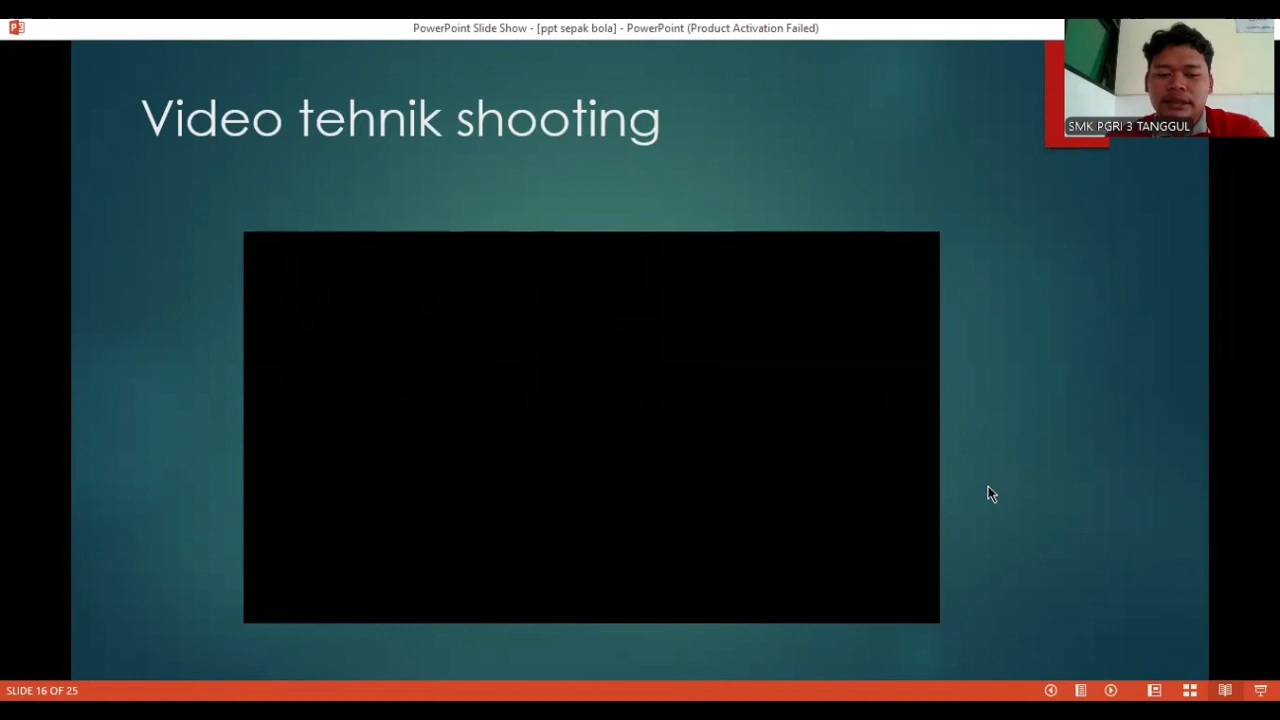 PowerPoint Slide Show - [ppt sepak bola] - PowerPoint (Product Activation Failed)
Video tehnik shooting
SMK PGRI 3 TANGGUL
SLIDE 16 OF 25